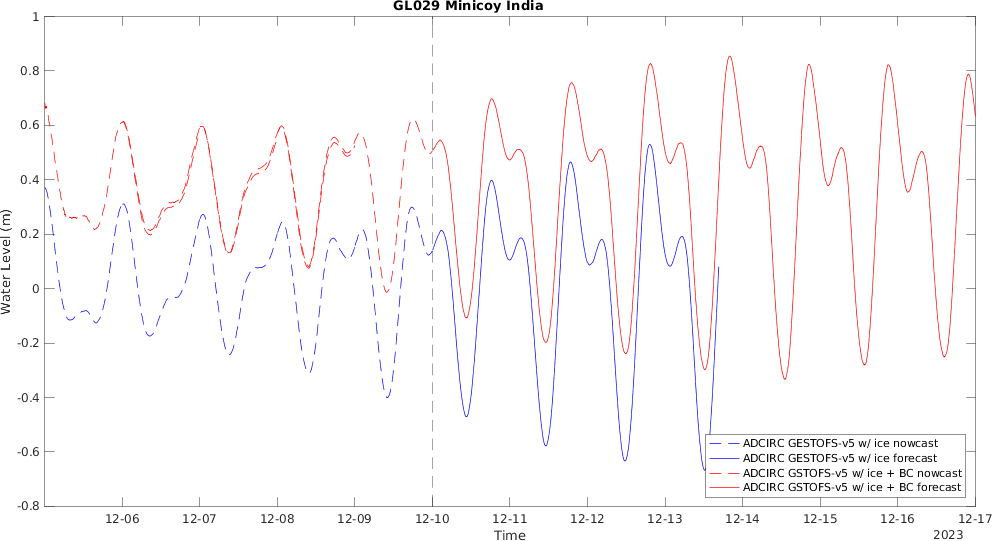 GL029 Minicoy India
1
0.8
0.6
0.4
0.2
0
-0.2
-0.4
-0.6
-0.8
Water Level (m)
ADCIRC GESTOFS-v5 w/ ice nowcast
ADCIRC GESTOFS-v5 w/ ice forecast
ADCIRC GSTOFS-v5 w/ ice + BC nowcast
ADCIRC GSTOFS-v5 w/ ice + BC forecast
12-06 12-07 12-08 12-09 12-10 12-11 12-12 12-13 12-14 12-15 12-16 12-17
Time
2023